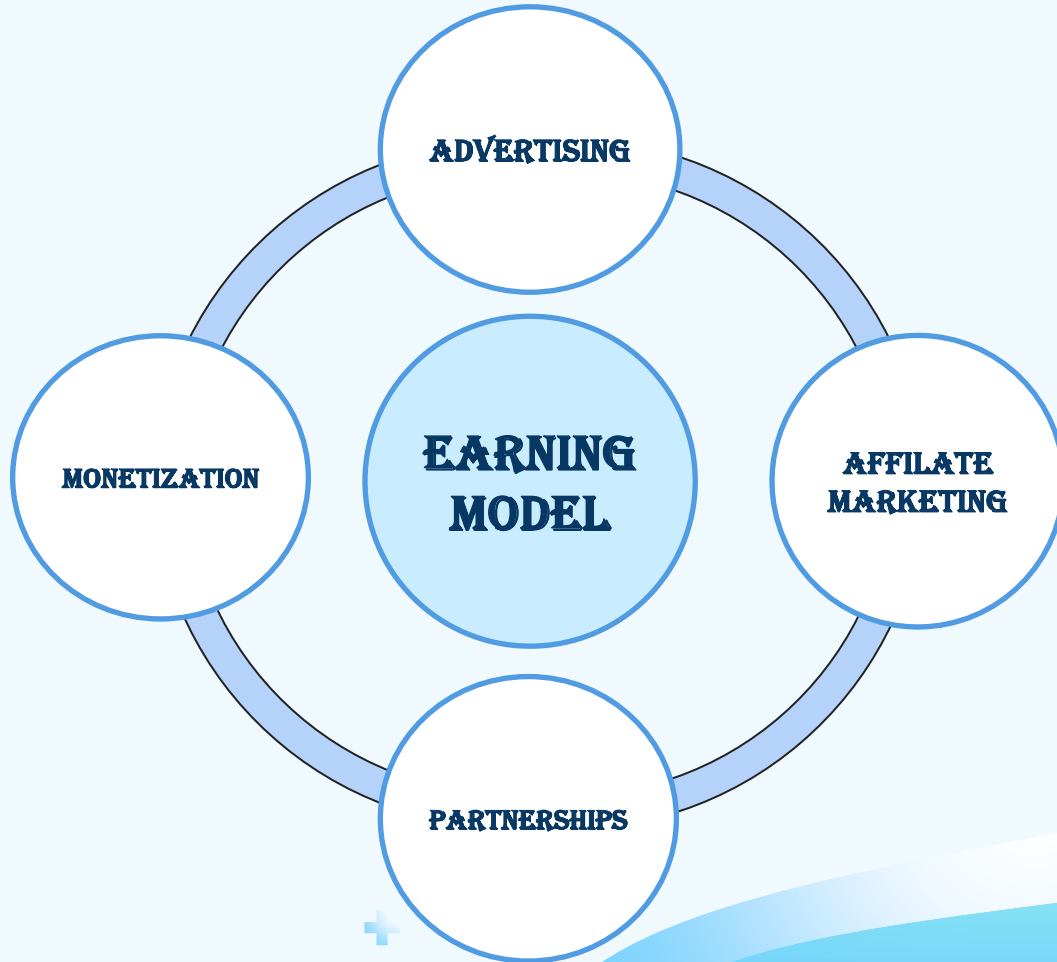 ADVERTISING
MONETIZATION
EARNING
MODEL
AFFILATE
MARKETING
PARTNERSHIPS